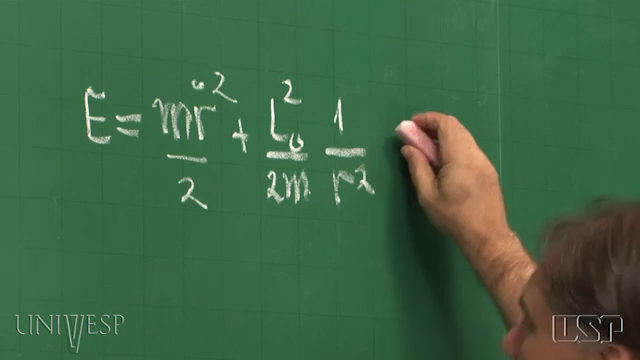 E = mṙ²/2 + L₀²/2m 1/r²
UNIVESP USP